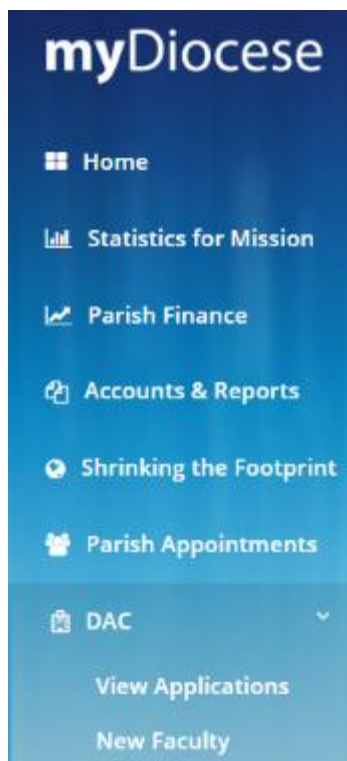 myDiocese
Home
Statistics for Mission
Parish Finance
Accounts & Reports
Shrinking the Footprint
Parish Appointments
DAC
View Applications
New Faculty